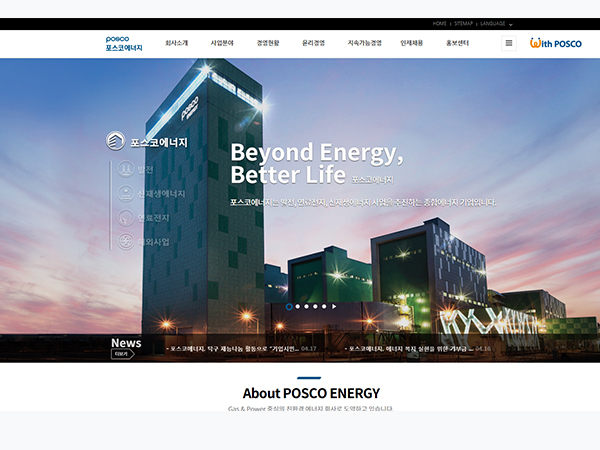 HOME | SITEMAP | LANGUAGE
posco
포스코에너지
회사소개 사업분야 경영현황 윤리경영 지속가능경영 인재채용 홍보센터
With POSCO
posco
ENERGY
포스코에너지
발전
신재생에너지
연료전지
해외사업
Beyond Energy,
Better Life 포스코에너지
포스코에너지는 발전, 연료전지, 신재생에너지 사업을 추진하는 종합에너지 기업입니다.
News
더보기
- 포스코에너지, 탁구 재능나눔 활동으로 "기업시민... 04.17
- 포스코에너지, 에너지 복지 실현을 위한 기부금 ... 04.16
About POSCO ENERGY
Gas & Power 중심의 친환경 에너지 회사로 도약하고 있습니다.